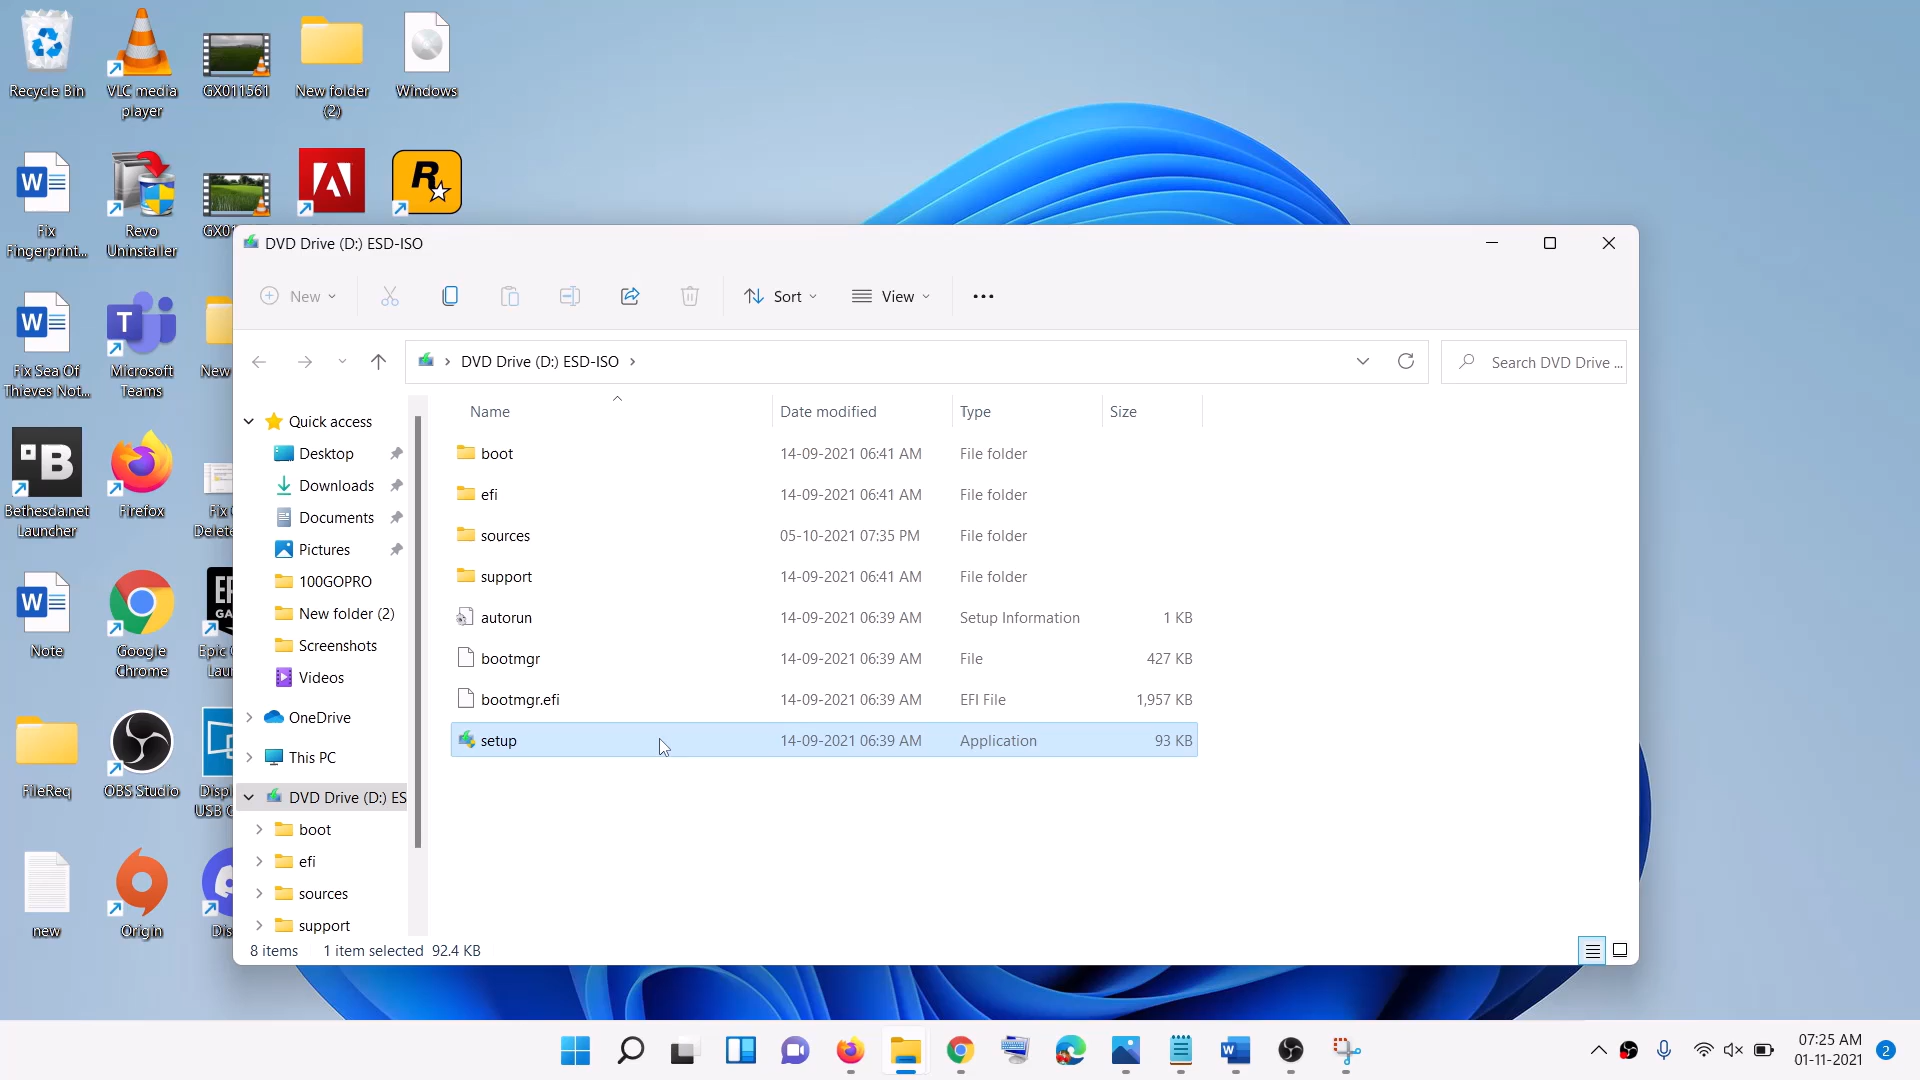 Recycle Bin
VLC media
player
GX011561
New folder
(2)
Windows
Fix
Fingerprint...
Revo
Uninstaller
Fix Sea Of
Thieves Not...
Microsoft
Teams
New
Bethesda.net
Launcher
Firefox
Fix
Delete
Note
Google
Chrome
Epic
Lau
FileReq
OBS Studio
Displ
USB
new
Origin
Dis
DVD Drive (D:) ESD-ISO
New
Sort
View
DVD Drive (D:) ESD-ISO
Search DVD Drive ...
Quick access
Desktop
Downloads
Documents
Pictures
100GOPRO
New folder (2)
Screenshots
Videos
OneDrive
This PC
DVD Drive (D:) ES
boot
efi
sources
support
Name Date modified Type Size
boot 14-09-2021 06:41 AM File folder
efi 14-09-2021 06:41 AM File folder
sources 05-10-2021 07:35 PM File folder
support 14-09-2021 06:41 AM File folder
autorun 14-09-2021 06:39 AM Setup Information 1 KB
bootmgr 14-09-2021 06:39 AM File 427 KB
bootmgr.efi 14-09-2021 06:39 AM EFI File 1,957 KB
setup 14-09-2021 06:39 AM Application 93 KB
8 items 1 item selected 92.4 KB
07:25 AM
01-11-2021
2